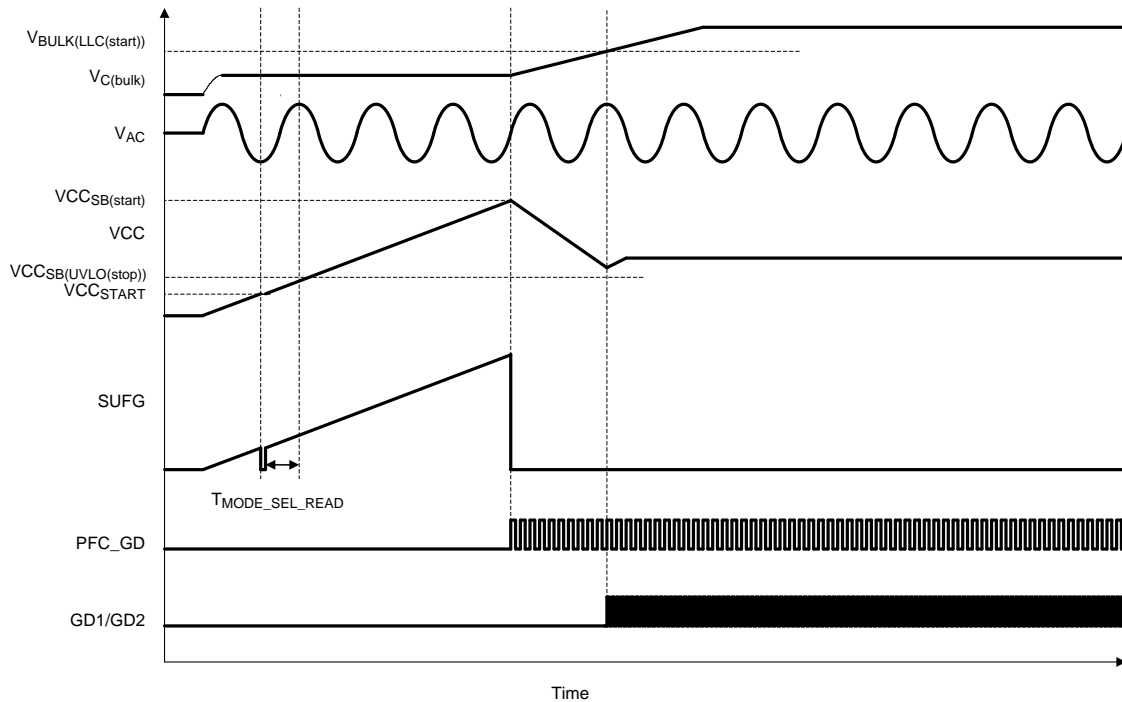 VBULK(LLC(start))
VC(bulk)
VAC
VCCSB(start)
VCC
VCCSB(UVLO(stop))
VCCSTART
SUFG
TMODE_SEL_READ
PFC_GD
GD1/GD2
Time